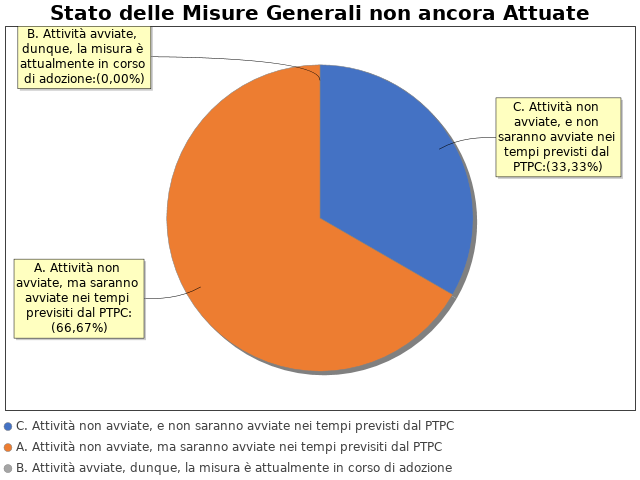 Stato delle Misure Generali non ancora Attuate
B. Attività avviate,
dunque, la misura è
attualmente in corso
di adozione:(0,00%)
C. Attività non
avviate, e non
saranno avviate nei
tempi previsti dal
PTPC:(33,33%)
A. Attività non
avviate, ma saranno
avviate nei tempi
previsiti dal PTPC:
(66,67%)
C. Attività non avviate, e non saranno avviate nei tempi previsti dal PTPC
A. Attività non avviate, ma saranno avviate nei tempi previsiti dal PTPC
B. Attività avviate, dunque, la misura è attualmente in corso di adozione